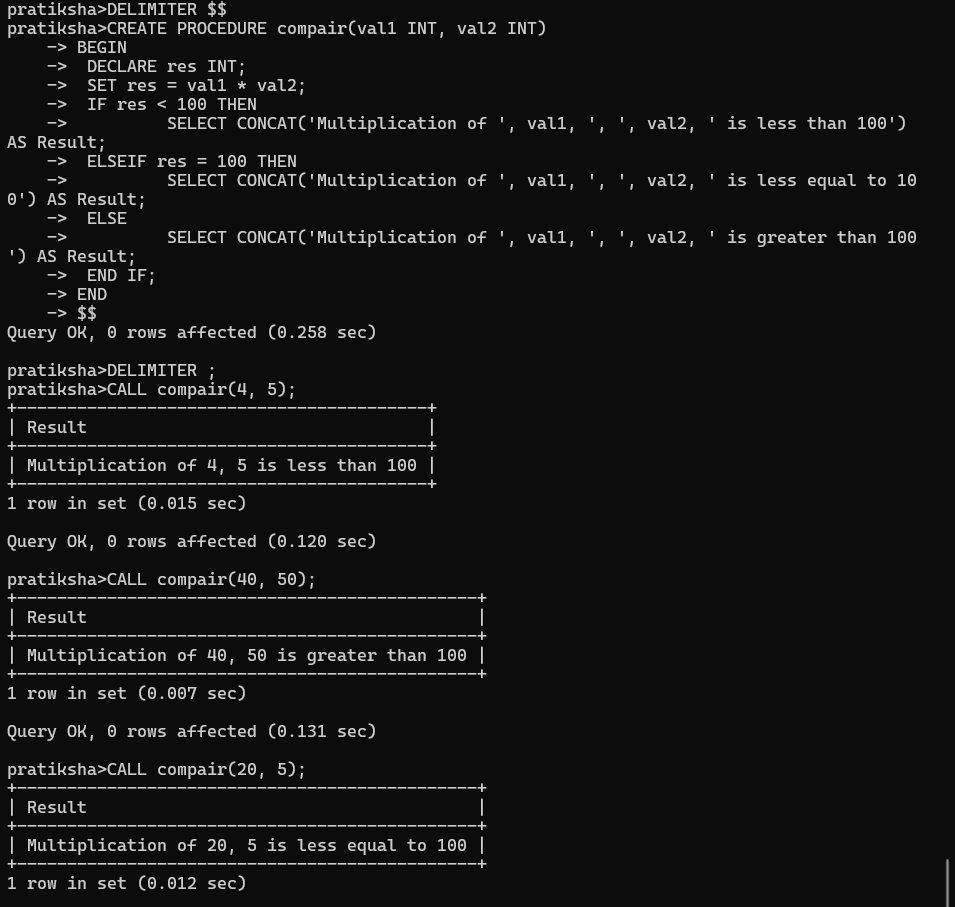 pratiksha>DELIMITER $$
pratiksha>CREATE PROCEDURE compair(val1 INT, val2 INT)
    -> BEGIN
    ->  DECLARE res INT;
    ->  SET res = val1 * val2;
    ->  IF res < 100 THEN
    ->          SELECT CONCAT('Multiplication of ', val1, ', ', val2, ' is less than 100')
AS Result;
    ->  ELSEIF res = 100 THEN
    ->          SELECT CONCAT('Multiplication of ', val1, ', ', val2, ' is less equal to 10
0') AS Result;
    ->  ELSE
    ->          SELECT CONCAT('Multiplication of ', val1, ', ', val2, ' is greater than 100
') AS Result;
    ->  END IF;
    -> END
    -> $$
Query OK, 0 rows affected (0.258 sec)

pratiksha>DELIMITER ;
pratiksha>CALL compair(4, 5);
+-----------------------------------------+
| Result                                  |
+-----------------------------------------+
| Multiplication of 4, 5 is less than 100 |
+-----------------------------------------+
1 row in set (0.015 sec)

Query OK, 0 rows affected (0.120 sec)

pratiksha>CALL compair(40, 50);
+----------------------------------------------+
| Result                                       |
+----------------------------------------------+
| Multiplication of 40, 50 is greater than 100 |
+----------------------------------------------+
1 row in set (0.007 sec)

Query OK, 0 rows affected (0.131 sec)

pratiksha>CALL compair(20, 5);
+----------------------------------------------+
| Result                                       |
+----------------------------------------------+
| Multiplication of 20, 5 is less equal to 100 |
+----------------------------------------------+
1 row in set (0.012 sec)